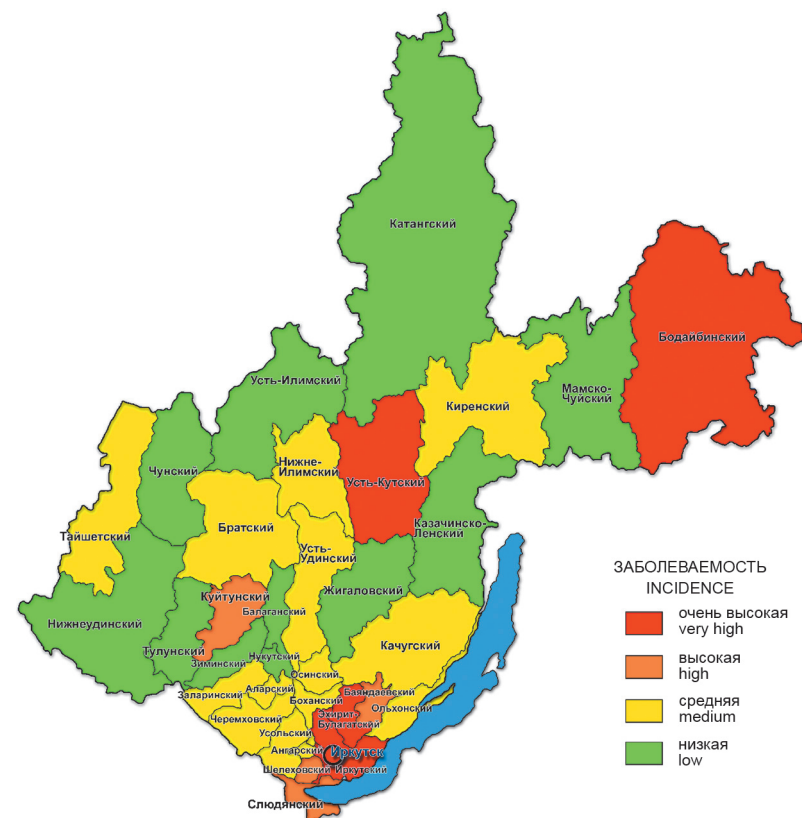 Катангский
Бодайбинский
Усть-Илимский
Мамско-
Чуйский
Киренский
Чунский
Нижне-
Илимский
Усть-Кутский
Тайшетский
Братский
Казачинско-
Ленский
Усть-
Удинский
Куйтунский
Балаганский
Жигаловский
Нижнеудинский
Тулунский
Зиминский
Нукутский
Качугский
Осинский
Заларинский
Аларский
Боханский
Баяндаевский
Ольхонский
Черемховский
Эхирит-
Булагатский
Усольский
Ангарский
Иркутск
Шелеховский
Иркутский
Слюдянский
ЗАБОЛЕВАЕМОСТЬ
INCIDENCE
очень высокая
very high
высокая
high
средняя
medium
низкая
low